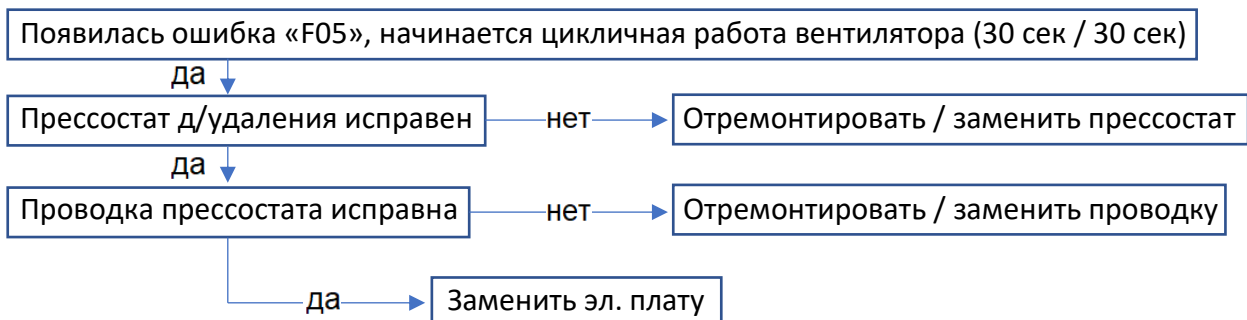 Появилась ошибка «F05», начинается цикличная работа вентилятора (30 сек / 30 сек)
да
Прессостат д/удаления исправен
нет
Отремонтировать / заменить прессостат
да
Проводка прессостата исправна
нет
Отремонтировать / заменить проводку
да
Заменить эл. плату